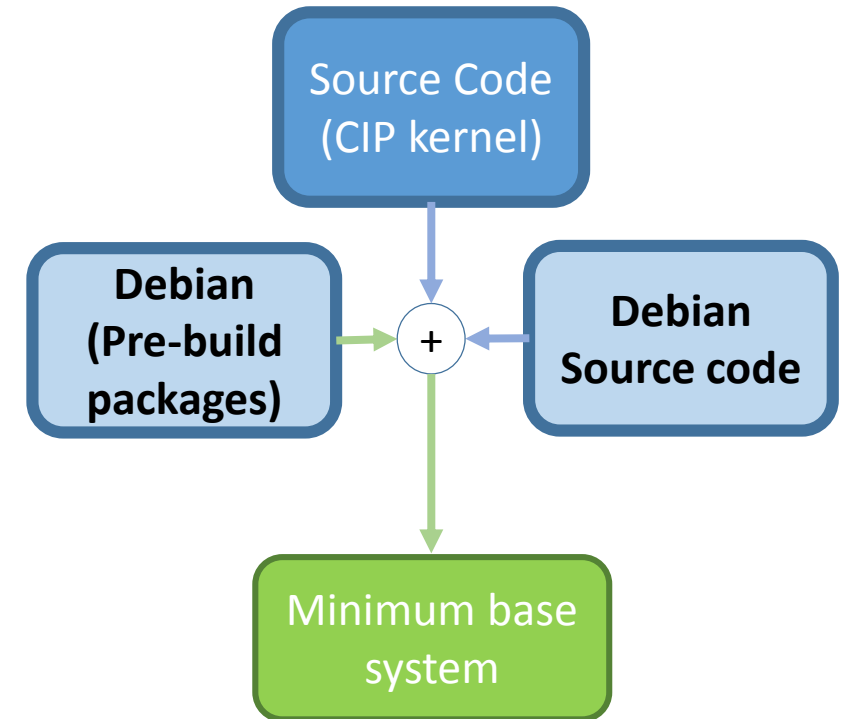 Source Code
(CIP kernel)
Debian
(Pre-build
packages)
+
Debian
Source code
Minimum base
system